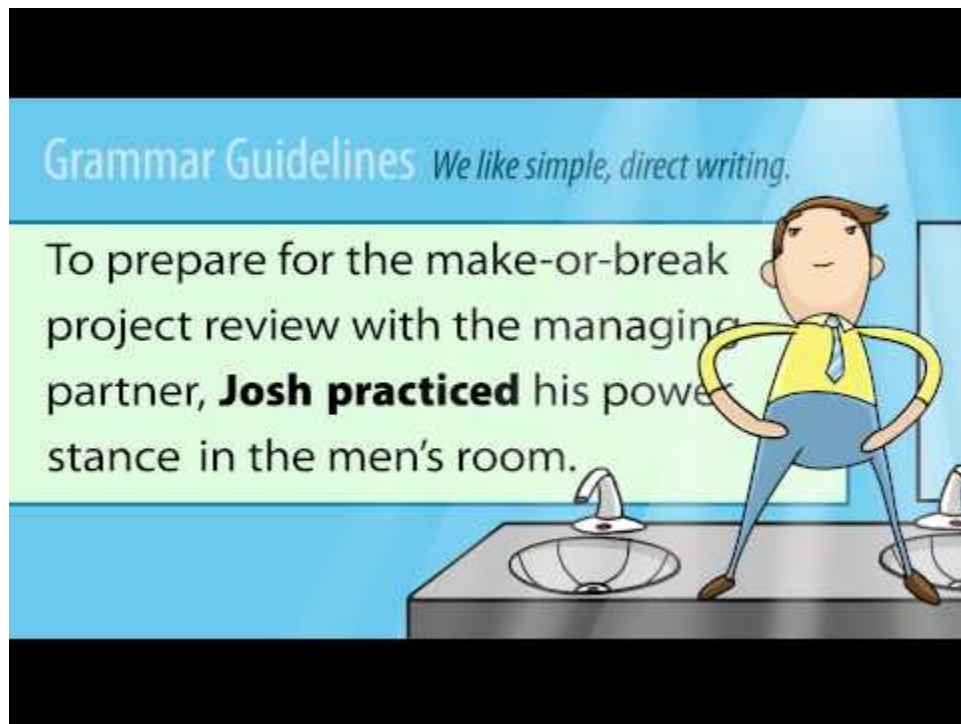 Grammar Guidelines We like simple, direct writing.
To prepare for the make-or-break
project review with the managing
partner, Josh practiced his power
stance in the men's room.